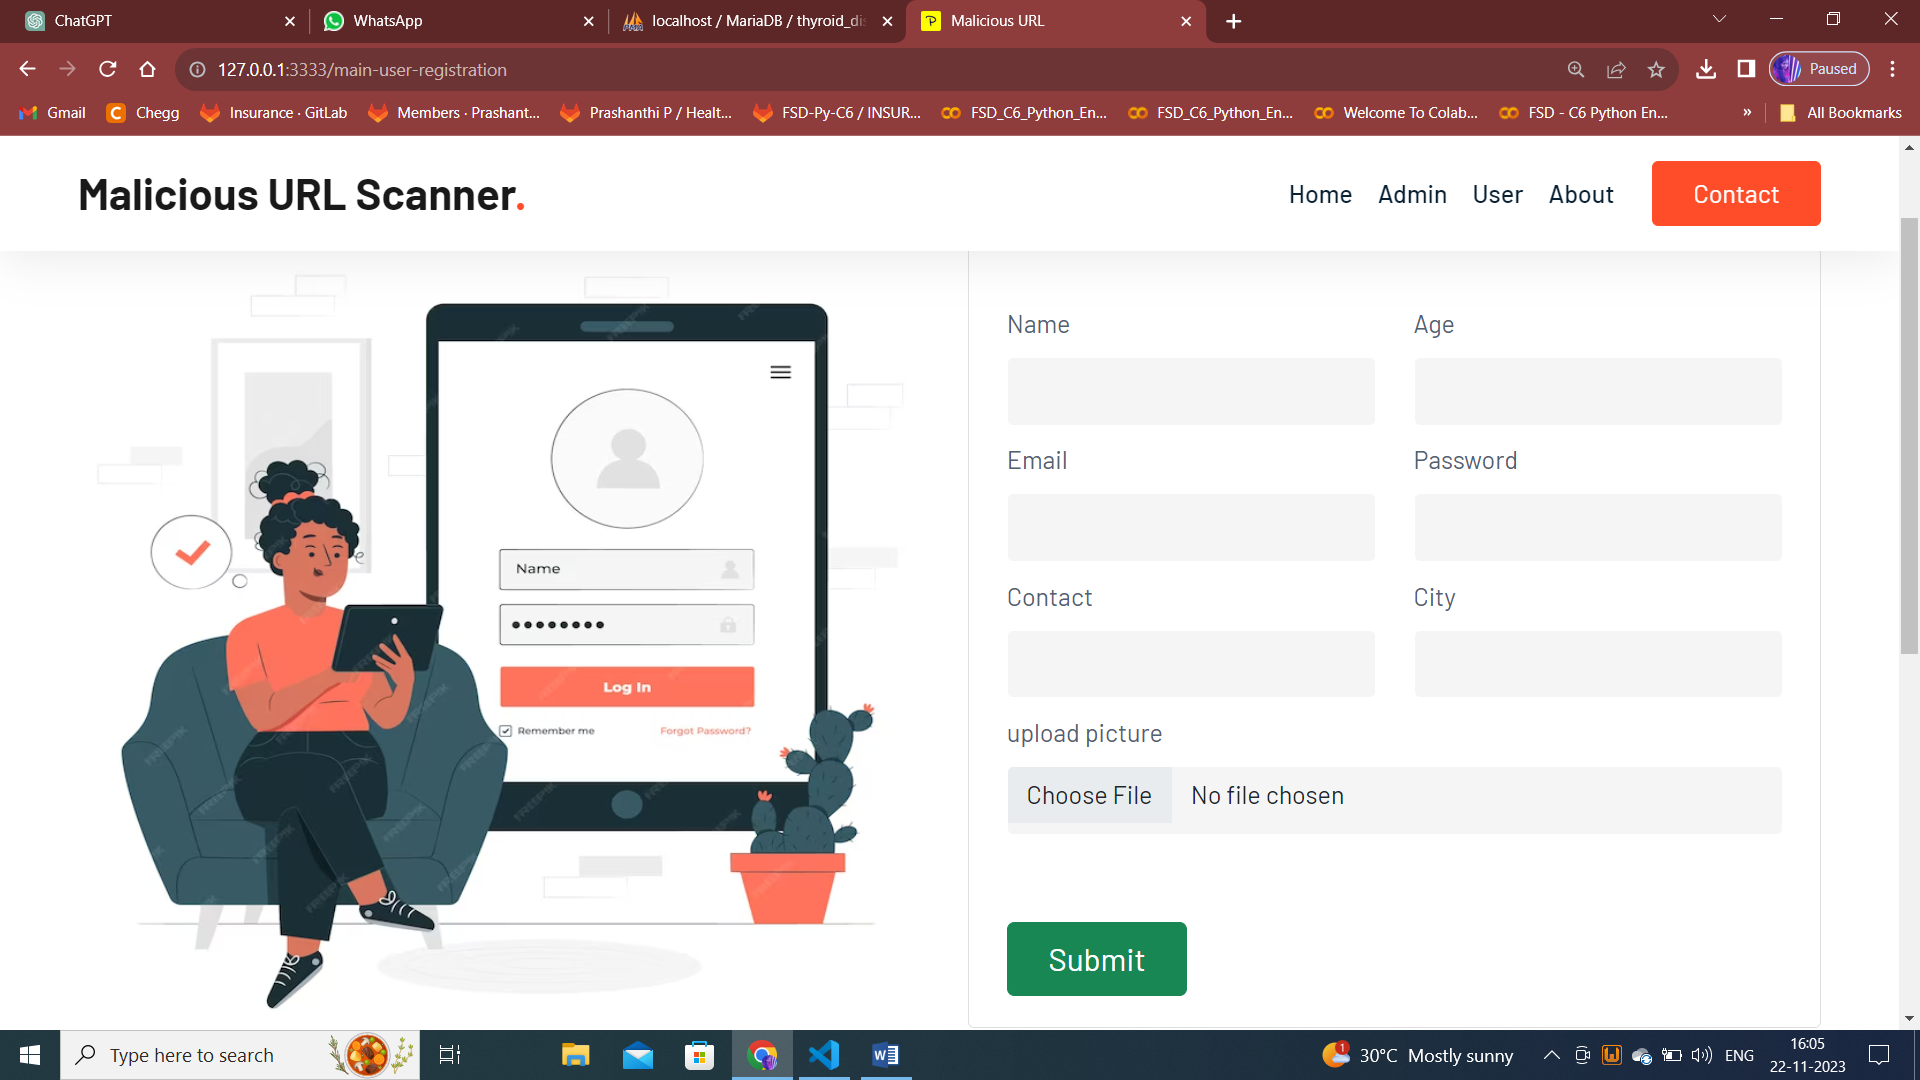 ChatGPT
WhatsApp
localhost / MariaDB / thyroid_dis
Malicious URL
127.0.0.1:3333/main-user-registration
Paused
Gmail
Chegg
Insurance · GitLab
Members · Prashant...
Prashanthi P / Healt...
FSD-Py-C6 / INSUR...
FSD_C6_Python_En...
FSD_C6_Python_En...
Welcome To Colab...
FSD - C6 Python En...
»
All Bookmarks
Malicious URL Scanner.
Home
Admin
User
About
Contact
Name
Log In
Remember me
Forgot Password?
Name
Age
Email
Password
Contact
City
upload picture
Choose File
No file chosen
Submit
Type here to search
1
30°C Mostly sunny
ENG
16:05
22-11-2023